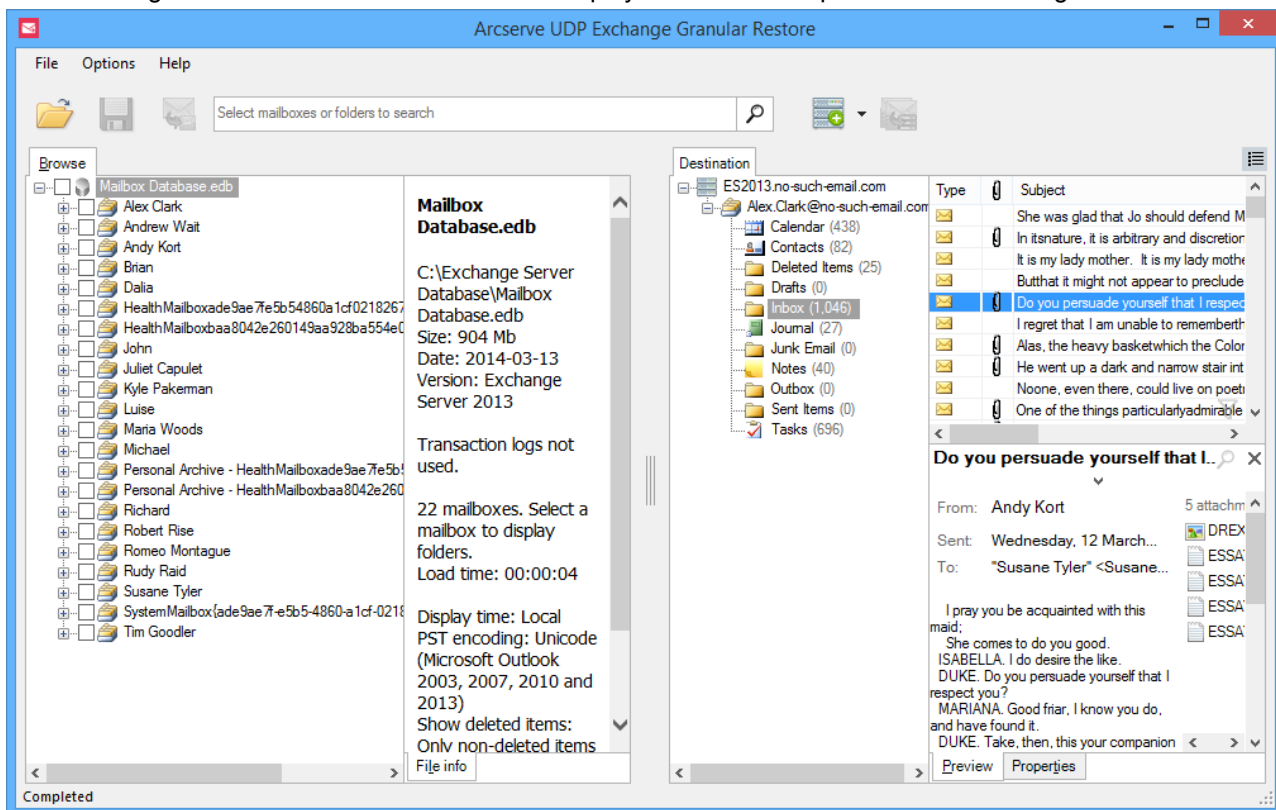 Arcserve UDP Exchange Granular Restore
File Options Help
Select mailboxes or folders to search
Browse
Mailbox Database.edb
Alex Clark
Andrew Wait
Andy Kort
Brian
Dalia
HealthMailboxade9ae7fe5b54860a1cf0218267
HealthMailboxbaa8042e260149aa928ba554e0
John
Juliet Capulet
Kyle Pakerman
Luise
Maria Woods
Michael
Personal Archive - HealthMailboxade9ae7fe5b5
Personal Archive - HealthMailboxbaa8042e260
Richard
Robert Rise
Romeo Montague
Rudy Raid
Susane Tyler
SystemMailbox{ade9ae7f-e5b5-4860-a1cf-0218
Tim Goodler
Mailbox
Database.edb
C:\Exchange Server
Database\Mailbox
Database.edb
Size: 904 Mb
Date: 2014-03-13
Version: Exchange
Server 2013
Transaction logs not
used.
22 mailboxes. Select a
mailbox to display
folders.
Load time: 00:00:04
Display time: Local
PST encoding: Unicode
(Microsoft Outlook
2003, 2007, 2010 and
2013)
Show deleted items:
Only non-deleted items
File info
Destination
ES2013.no-such-email.com
Alex.Clark@no-such-email.com
Calendar (438)
Contacts (82)
Deleted Items (25)
Drafts (0)
Inbox (1,046)
Journal (27)
Junk Email (0)
Notes (40)
Outbox (0)
Sent Items (0)
Tasks (696)
Type Subject
She was glad that Jo should defend M
In itsnature, it is arbitrary and discretion
It is my lady mother. It is my lady mothe
Butthat it might not appear to preclude
Do you persuade yourself that I respec
I regret that I am unable to rememberth
Alas, the heavy basketwhich the Color
He went up a dark and narrow stair int
Noone, even there, could live on poetr
One of the things particularlyadmirable
Do you persuade yourself that I..
From: Andy Kort 5 attachm
Sent: Wednesday, 12 March...
To: "Susane Tyler" <Susane...
DREX
ESSA
ESSA
ESSA
ESSA
I pray you be acquainted with this
maid;
She comes to do you good.
ISABELLA. I do desire the like.
DUKE. Do you persuade yourself that I
respect you?
MARIANA. Good friar, I know you do,
and have found it.
DUKE. Take, then, this your companion
Preview Properties
Completed